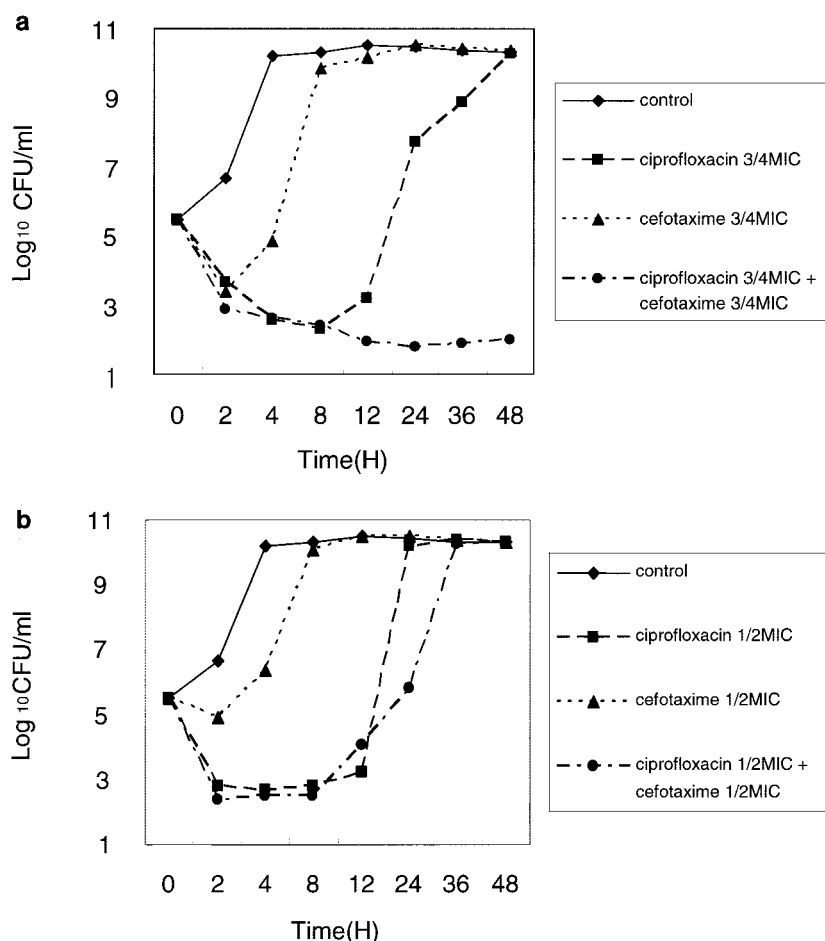 a
11
9
7
5
3
1
Log10 CFU/ml
0 2 4 8 12 24 36 48
Time(H)
control
ciprofloxacin 3/4MIC
cefotaxime 3/4MIC
ciprofloxacin 3/4MIC +
cefotaxime 3/4MIC
b
11
9
7
5
3
1
Log 10CFU/ml
0 2 4 8 12 24 36 48
Time(H)
control
ciprofloxacin 1/2MIC
cefotaxime 1/2MIC
ciprofloxacin 1/2MIC +
cefotaxime 1/2MIC